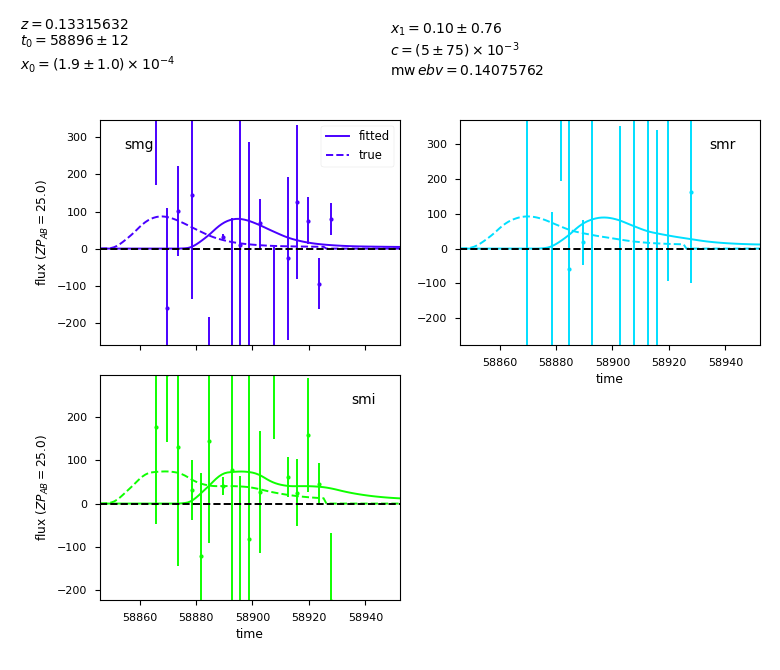 z = 0.13315632
t₀ = 58896 ± 12
x₀ = (1.9 ± 1.0) × 10⁻⁴
x₁ = 0.10 ± 0.76
c = (5 ± 75) × 10⁻³
mw ebv = 0.14075762
smg
fitted
true
300
200
100
0
−100
−200
flux (ZP_AB = 25.0)
smr
300
200
100
0
−100
−200
58860 58880 58900 58920 58940
time
smi
200
100
0
−100
−200
flux (ZP_AB = 25.0)
58860 58880 58900 58920 58940
time